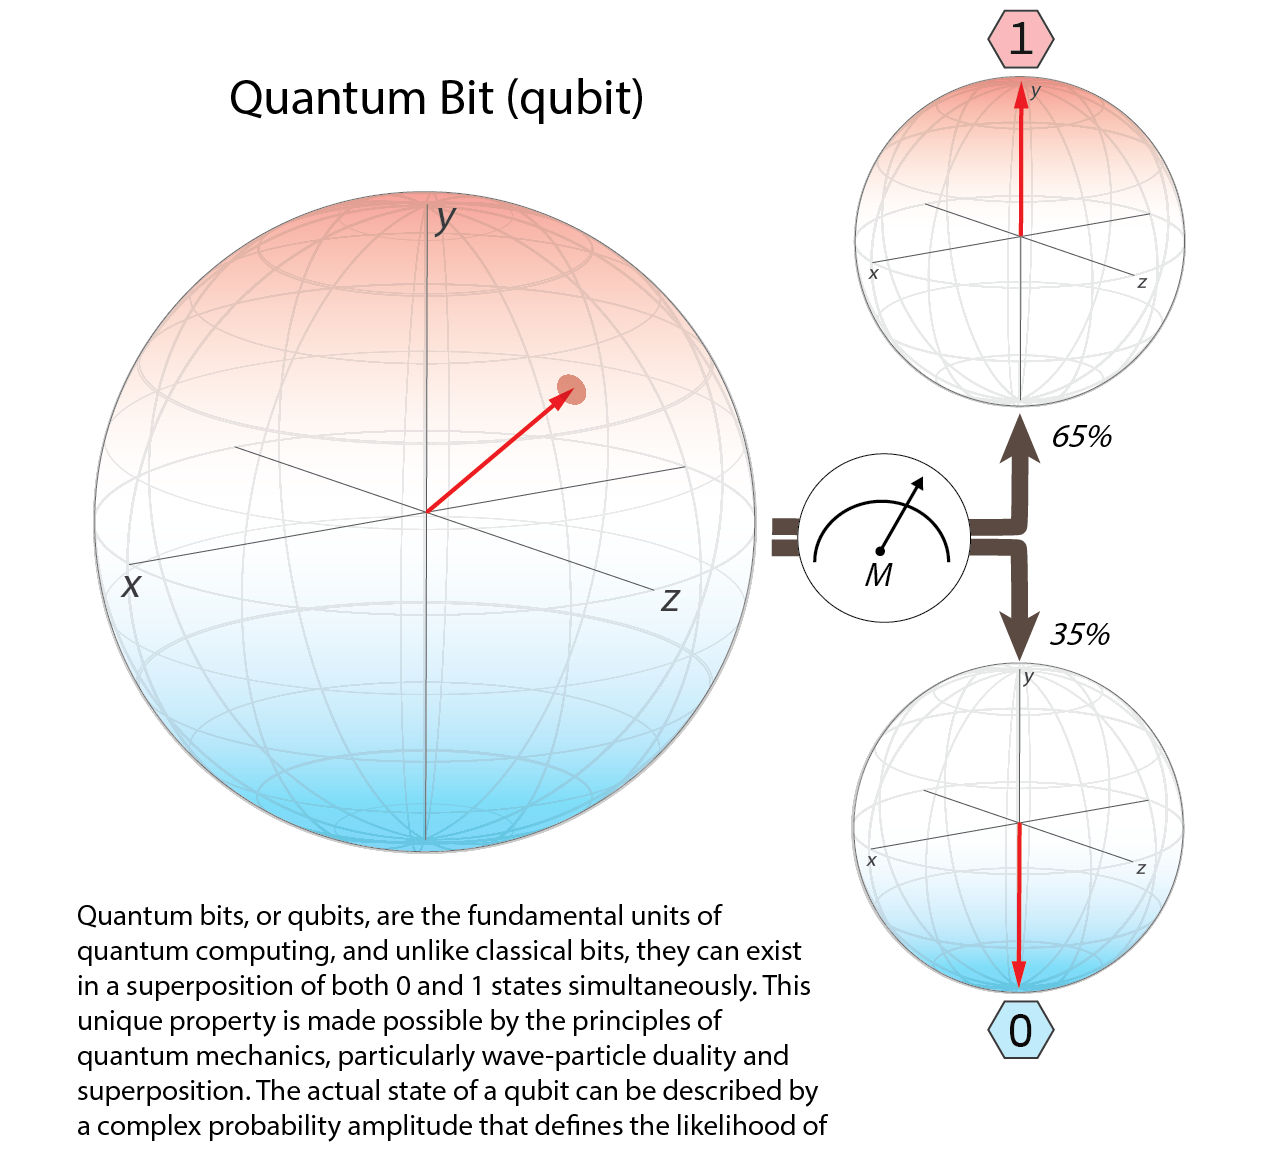 Quantum Bit (qubit)
y
x
z
1
y
x
z
65%
M
35%
y
x
z
0
Quantum bits, or qubits, are the fundamental units of
quantum computing, and unlike classical bits, they can exist
in a superposition of both 0 and 1 states simultaneously. This
unique property is made possible by the principles of
quantum mechanics, particularly wave-particle duality and
superposition. The actual state of a qubit can be described by
a complex probability amplitude that defines the likelihood of